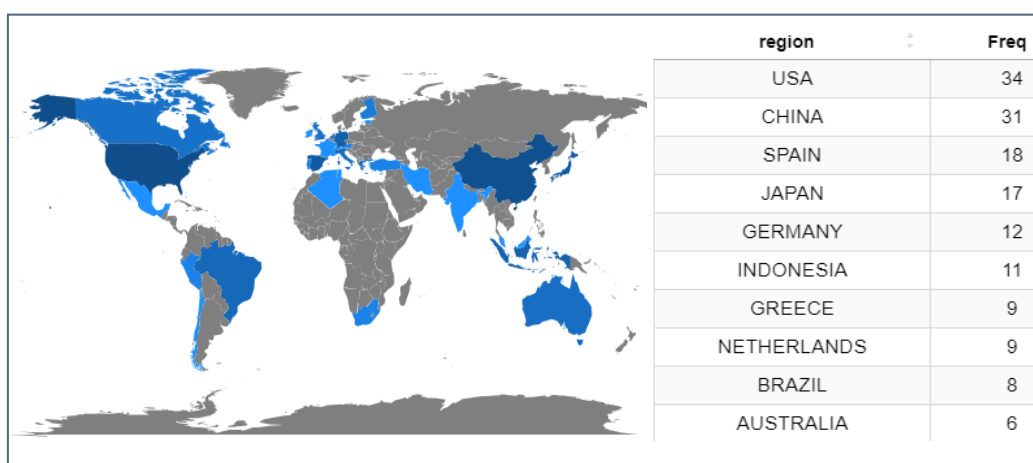 region Freq
USA 34
CHINA 31
SPAIN 18
JAPAN 17
GERMANY 12
INDONESIA 11
GREECE 9
NETHERLANDS 9
BRAZIL 8
AUSTRALIA 6